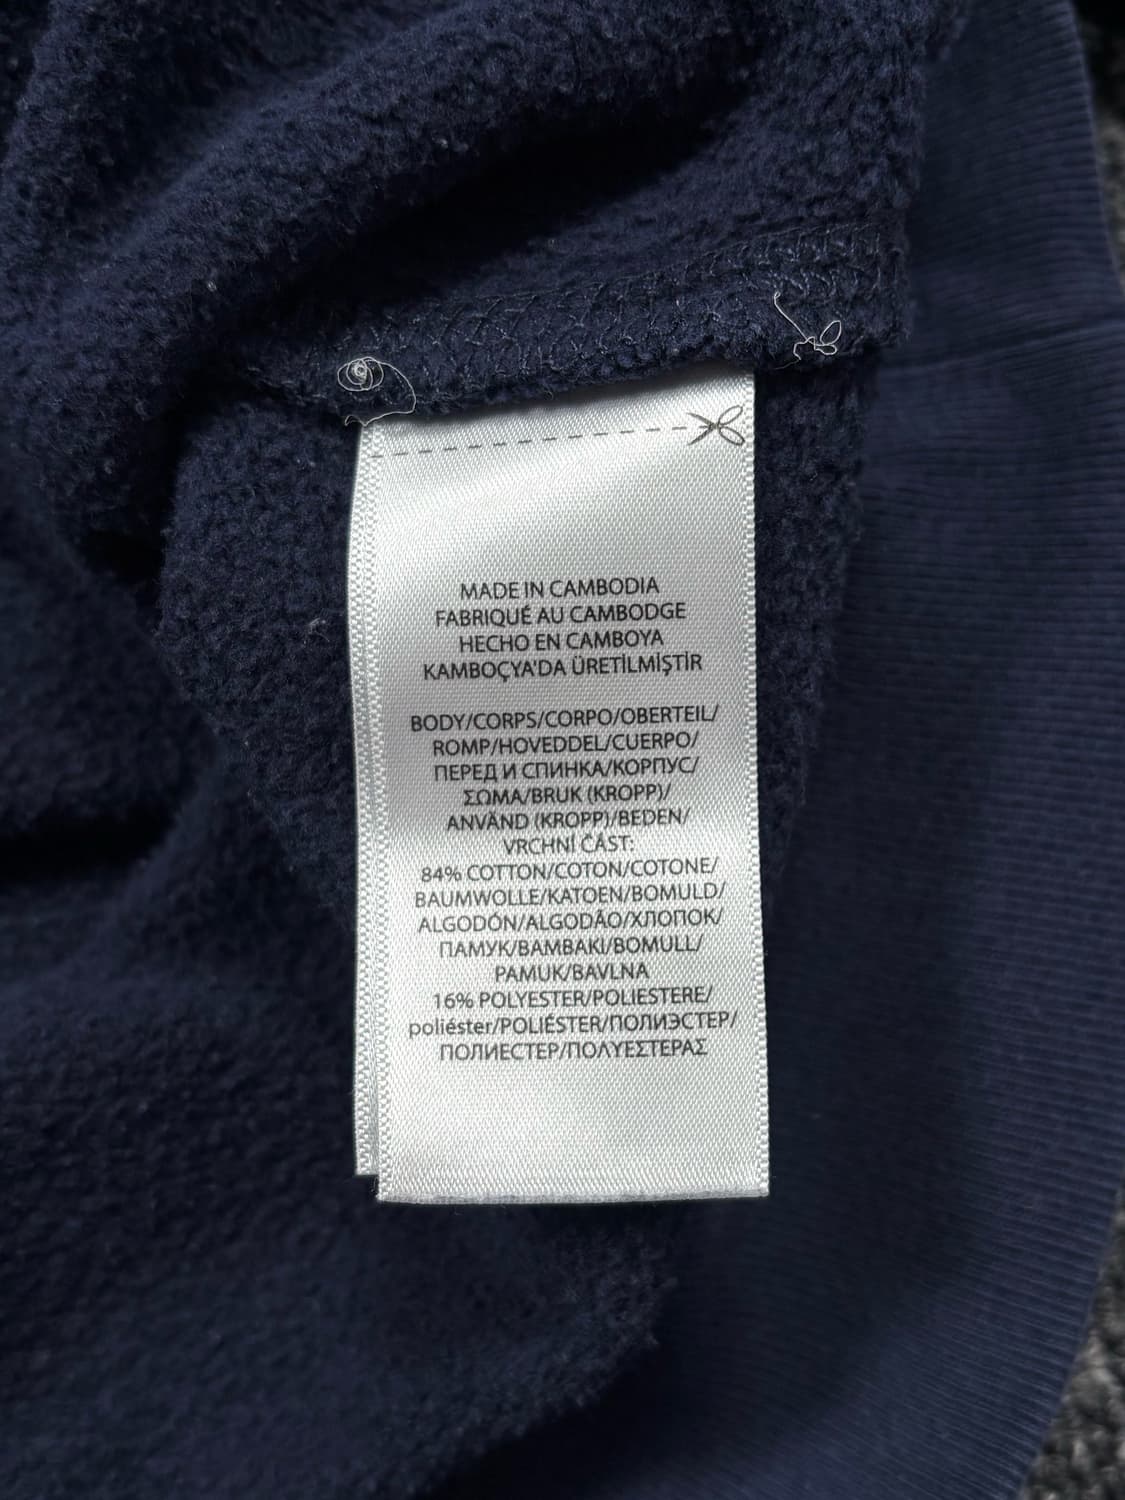 MADE IN CAMBODIA
FABRIQUÉ AU CAMBODGE
HECHO EN CAMBOYA
KAMBOÇYA'DA ÜRETİLMİŞTİR
BODY/CORPS/CORPO/OBERTEIL/
ROMP/HOVEDDEL/CUERPO/
ПЕРЕД И СПИНКА/КОРПУС/
ΣΩΜΑ/BRUK (KROPP)/
ANVÄND (KROPP)/BEDEN/
VRCHNÍ ČÁST:
84% COTTON/COTON/COTONE/
BAUMWOLLE/KATOEN/BOMULD/
ALGODÓN/ALGODÃO/ХЛОПОК/
ПАМУК/ΒΑΜΒΑΚΙ/BOMULL/
PAMUK/BAVLNA
16% POLYESTER/POLIESTERE/
poliéster/POLIÉSTER/ПОЛИЭСТЕР/
ПОЛИЕСТЕР/ΠΟΛΥΕΣΤΕΡΑΣ